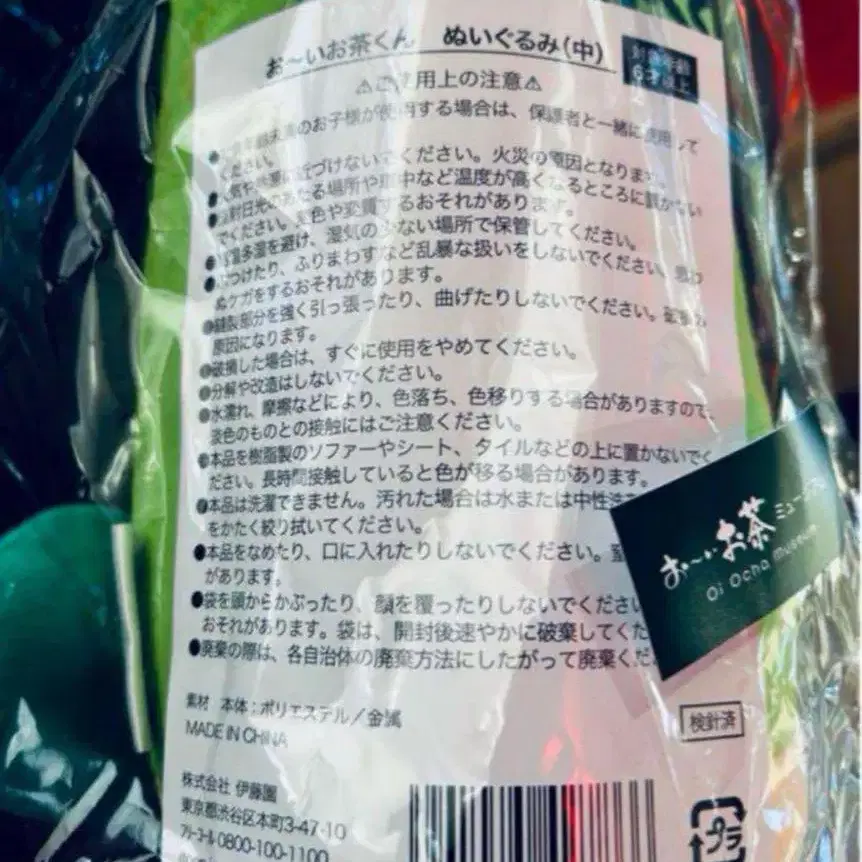 お〜いお茶くん ぬいぐるみ(中)
対象年齢
6才以上
⚠ご使用上の注意⚠
のお子様が使用する場合は、保護者と一緒に使用して
ください。
●火気や に近づけないでください。火災の原因となります。
●直射日光のあたる場所や車中など温度が高くなるところに置かない
でください。変色や変質するおそれがあります。
●高温多湿を避け、湿気の少ない場所で保管してください。
●ぶつけたり、ふりまわすなど乱暴な扱いをしないでください。思わ
ぬケガをするおそれがあります。
●縫製部分を強く引っ張ったり、曲げたりしないでください。破損の
原因になります。
●破損した場合は、すぐに使用をやめてください。
●分解や改造はしないでください。
●水濡れ、摩擦などにより、色落ち、色移りする場合がありますので、
淡色のものとの接触にはご注意ください。
●本品を樹脂製のソファーやシート、タイルなどの上に置かないでく
ださい。長時間接触していると色が移る場合があります。
●本品は洗濯できません。汚れた場合は水または中性洗
をかたく絞り拭いてください。
●本品をなめたり、口に入れたりしないでください。窒
があります。
●袋を頭からかぶったり、顔を覆ったりしないでください
おそれがあります。袋は、開封後速やかに破棄してくだ
●廃棄の際は、各自治体の廃棄方法にしたがって廃棄くだ
お〜いお茶ミュージアム
Oi Ocha Museum
素材 本体:ポリエステル/金属
MADE IN CHINA
検針済
株式会社 伊藤園
東京都渋谷区本町3-47-10
フリーコール 0800-100-1100
プラ